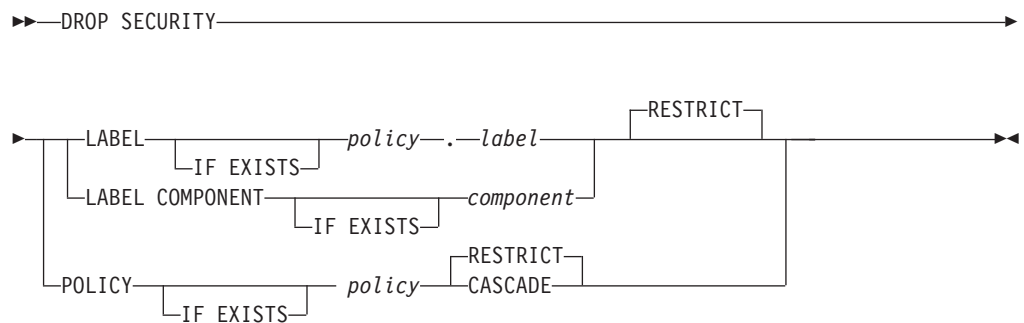 DROP SECURITY
RESTRICT
LABEL policy . label
IF EXISTS
LABEL COMPONENT component
IF EXISTS
RESTRICT
POLICY policy CASCADE
IF EXISTS